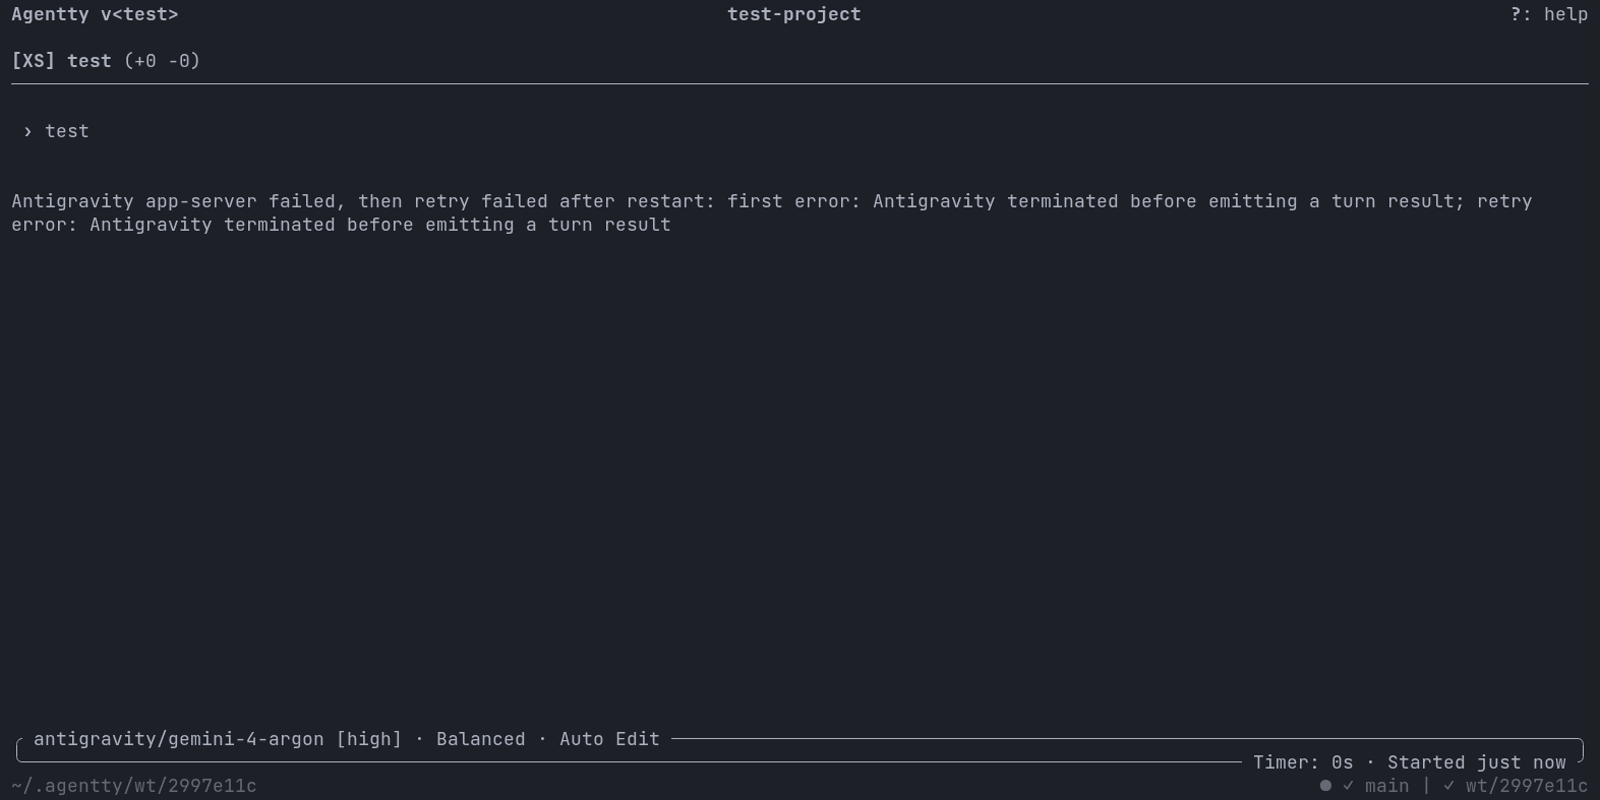 Agentty v<test> test-project ?: help
[XS] test (+0 -0)
› test
Antigravity app-server failed, then retry failed after restart: first error: Antigravity terminated before emitting a turn result; retry
error: Antigravity terminated before emitting a turn result
antigravity/gemini-4-argon [high] · Balanced · Auto Edit
Timer: 0s · Started just now
~/.agentty/wt/2997e11c ● ✓ main | ✓ wt/2997e11c